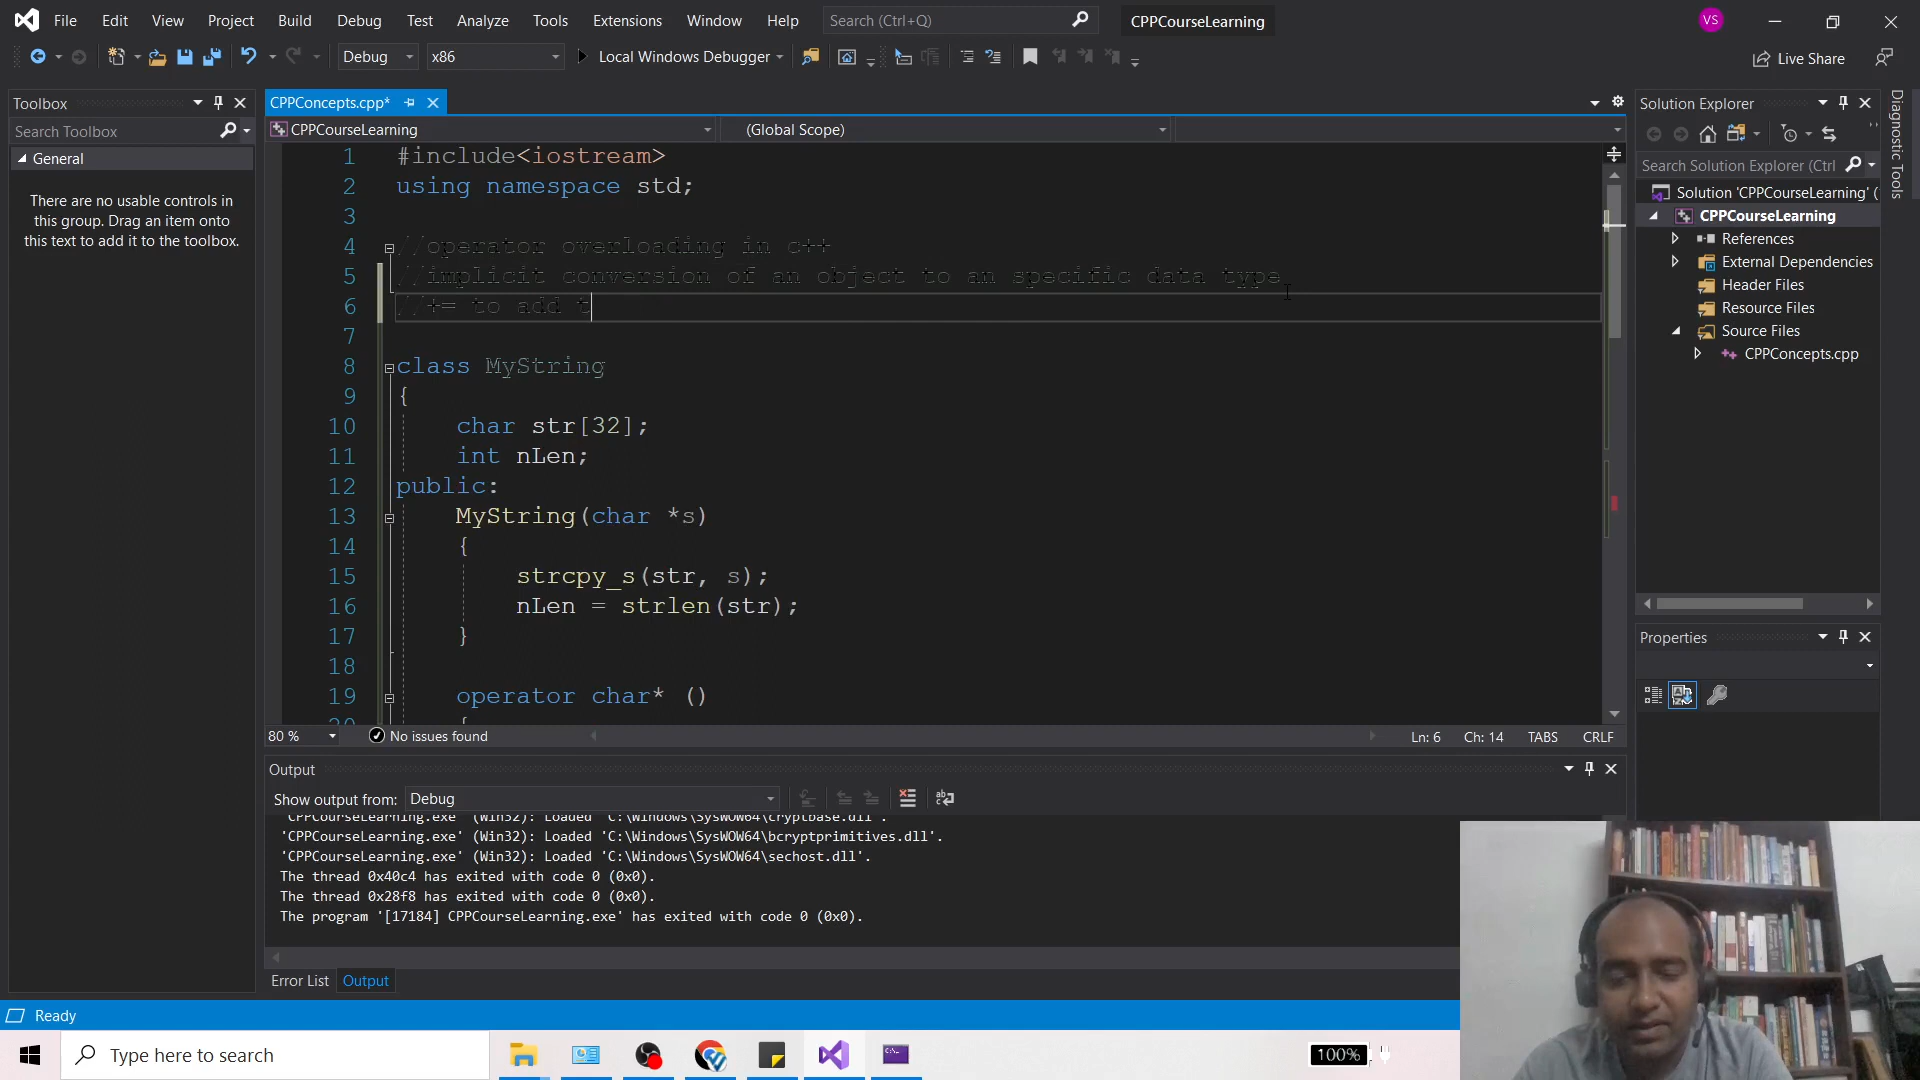 File Edit View Project Build Debug Test Analyze Tools Extensions Window Help Search (Ctrl+Q) CPPCourseLearning VS
Debug x86 Local Windows Debugger Live Share
Toolbox
Search Toolbox
General
There are no usable controls in
this group. Drag an item onto
this text to add it to the toolbox.
CPPConcepts.cpp*
CPPCourseLearning (Global Scope)
1 #include<iostream>
2 using namespace std;
3
4 //operator overloading in c++
5 //implicit conversion of an object to an specific data type
6 //+= to add t
7
8 class MyString
9 {
10 char str[32];
11 int nLen;
12 public:
13 MyString(char *s)
14 {
15 strcpy_s(str, s);
16 nLen = strlen(str);
17 }
18
19 operator char* ()
20 {
80 % No issues found Ln: 6 Ch: 14 TABS CRLF
Output
Show output from: Debug
'CPPCourseLearning.exe' (Win32): Loaded 'C:\Windows\SysWOW64\cryptbase.dll'.
'CPPCourseLearning.exe' (Win32): Loaded 'C:\Windows\SysWOW64\bcryptprimitives.dll'.
'CPPCourseLearning.exe' (Win32): Loaded 'C:\Windows\SysWOW64\sechost.dll'.
The thread 0x40c4 has exited with code 0 (0x0).
The thread 0x28f8 has exited with code 0 (0x0).
The program '[17184] CPPCourseLearning.exe' has exited with code 0 (0x0).
Error List Output
Solution Explorer
Search Solution Explorer (Ctrl
Solution 'CPPCourseLearning' (
CPPCourseLearning
References
External Dependencies
Header Files
Resource Files
Source Files
CPPConcepts.cpp
Properties
Diagnostic Tools
Ready
Type here to search
100%